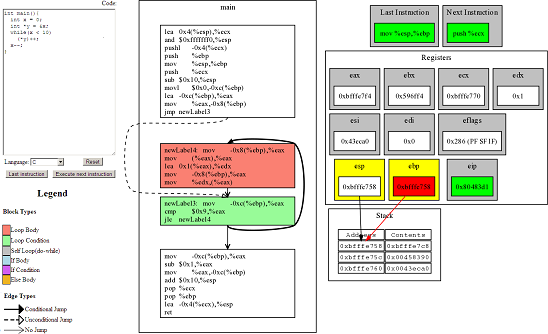 Code:
int main(){
int x = 0;
int *y = &x;
while(x < 10)
(*y)++;
x--;
}
Language: C Reset
Last instruction Execute next instruction
Legend
Block Types
Loop Body
Loop Condition
Self Loop(do-while)
If Body
If Condition
Else Body
Edge Types
Conditional Jump
Unconditional Jump
No Jump
main
lea 0x4(%esp),%ecx
and $0xfffffff0,%esp
pushl -0x4(%ecx)
push %ebp
mov %esp,%ebp
push %ecx
sub $0x10,%esp
movl $0x0,-0xc(%ebp)
lea -0xc(%ebp),%eax
mov %eax,-0x8(%ebp)
jmp newLabel3
newLabel4: mov -0x8(%ebp),%eax
mov (%eax),%eax
lea 0x1(%eax),%edx
mov -0x8(%ebp),%eax
mov %edx,(%eax)
newLabel3: mov -0xc(%ebp),%eax
cmp $0x9,%eax
jle newLabel4
mov -0xc(%ebp),%eax
sub $0x1,%eax
mov %eax,-0xc(%ebp)
add $0x10,%esp
pop %ecx
pop %ebp
lea -0x4(%ecx),%esp
ret
Last Instruction
mov %esp,%ebp
Next Instruction
push %ecx
Registers
eax ebx ecx edx
0xbfffe7f4 0x596ff4 0xbfffe770 0x1
esi edi eflags
0x43eca0 0x0 0x286 (PF SF IF)
esp ebp eip
0xbfffe758 0xbfffe758 0x80483d1
Stack
Address Contents
0xbfffe758 0xbfffe7c8
0xbfffe75c 0x00458390
0xbfffe760 0x0043eca0